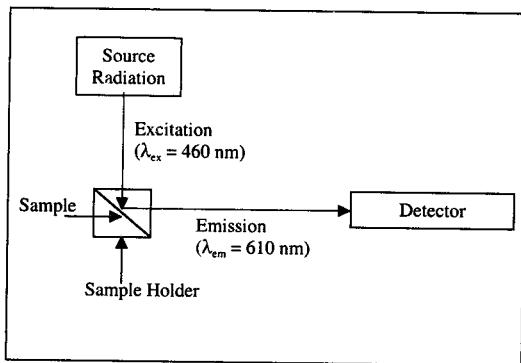 Source
Radiation
Excitation
(λex = 460 nm)
Sample
Emission
(λem = 610 nm)
Detector
Sample Holder